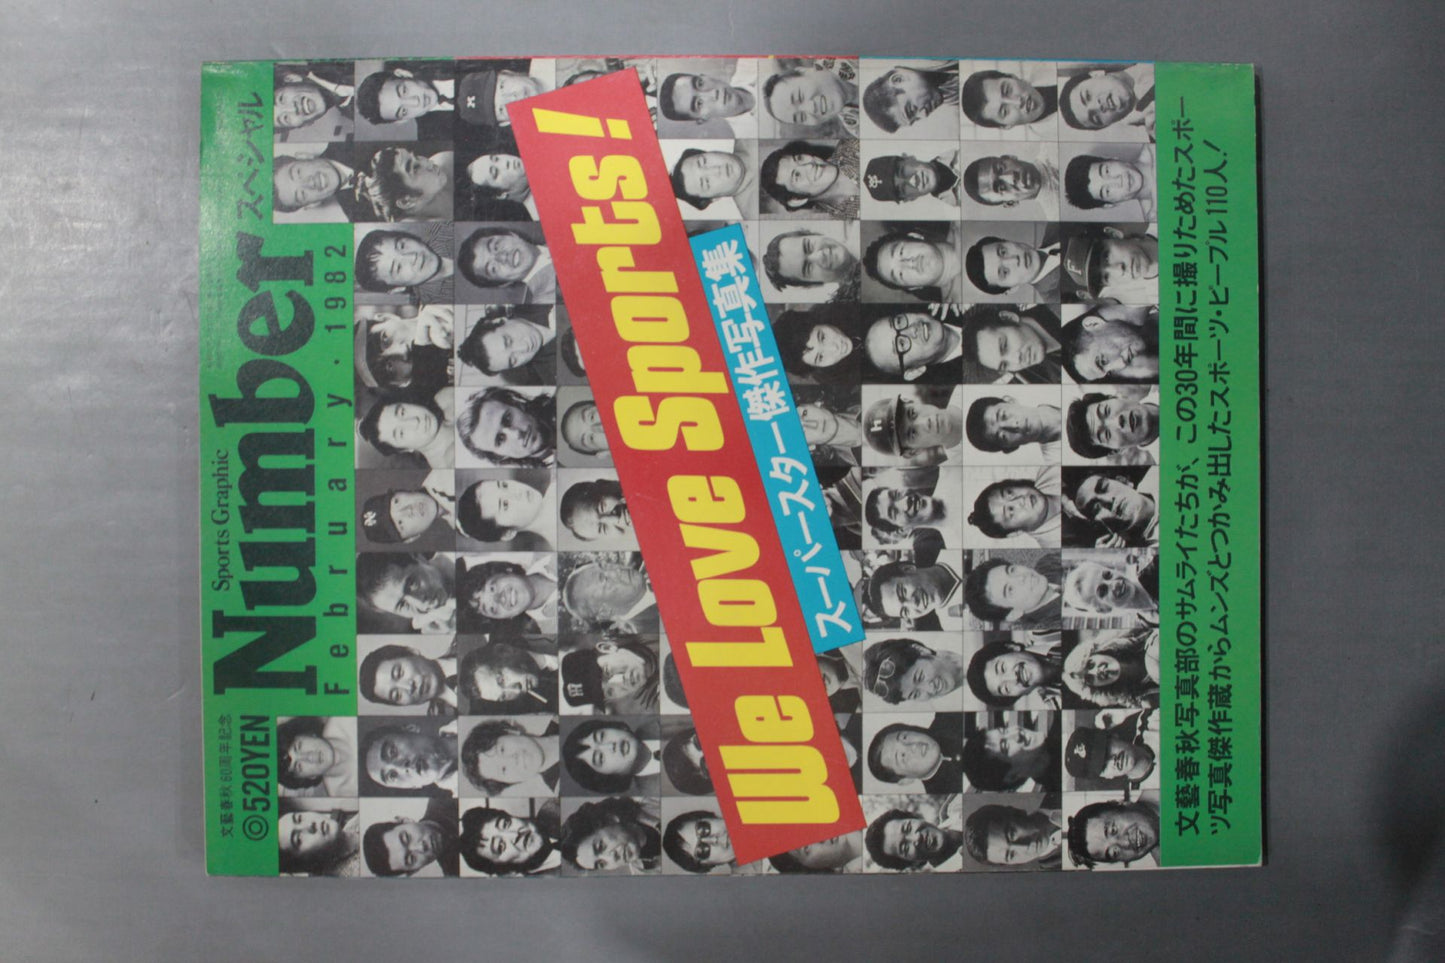 文藝春秋60周年記念
◎520YEN
Sports Graphic
Number
スペシャル
February・1982
We Love Sports!
スーパースター傑作写真集
文藝春秋写真部のサムライたちが、この30年間に撮りためたスポー
ツ写真傑作蔵からムンズとつかみ出したスポーツ・ピープル110人!